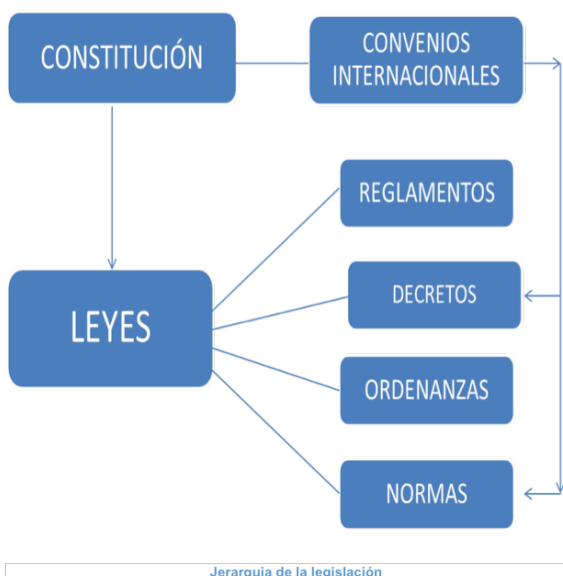 CONSTITUCIÓN
CONVENIOS
INTERNACIONALES
REGLAMENTOS
DECRETOS
LEYES
ORDENANZAS
NORMAS
Jerarquia de la legislación